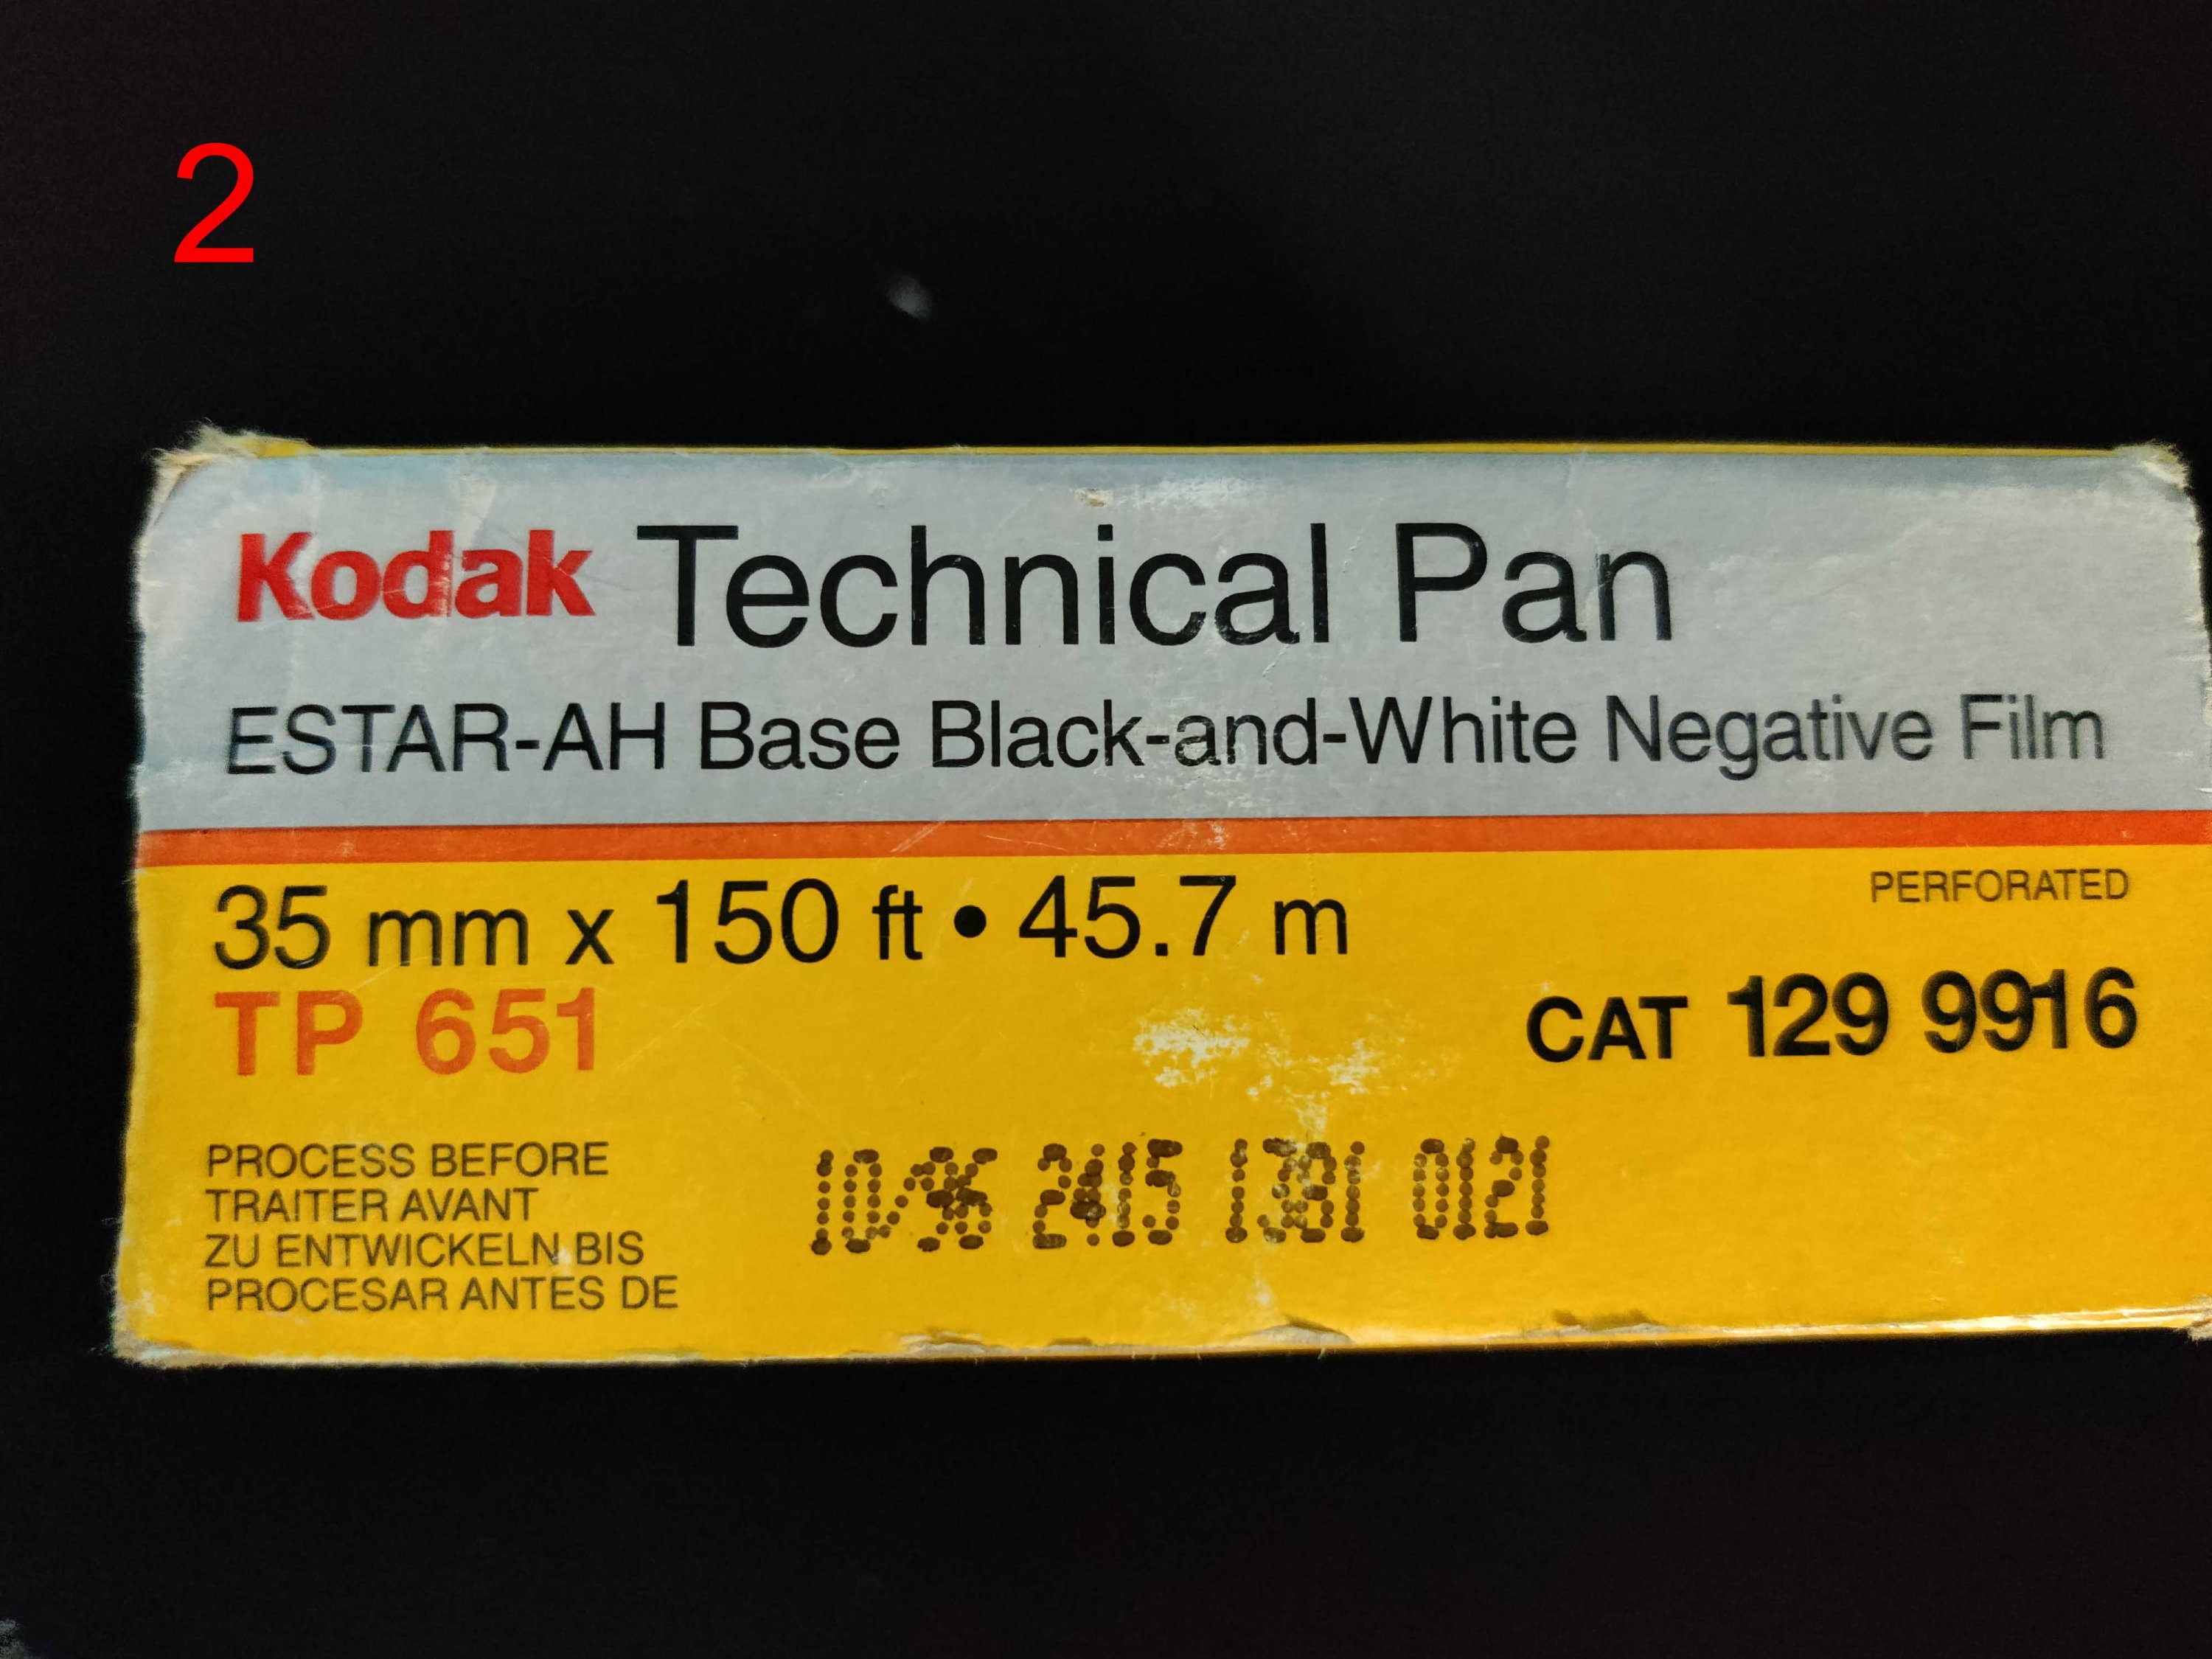 2
Kodak Technical Pan
ESTAR-AH Base Black-and-White Negative Film
35 mm x 150 ft • 45.7 m
PERFORATED
TP 651
CAT 129 9916
PROCESS BEFORE
TRAITER AVANT
ZU ENTWICKELN BIS
PROCESAR ANTES DE
10/96 2415 1381 0121